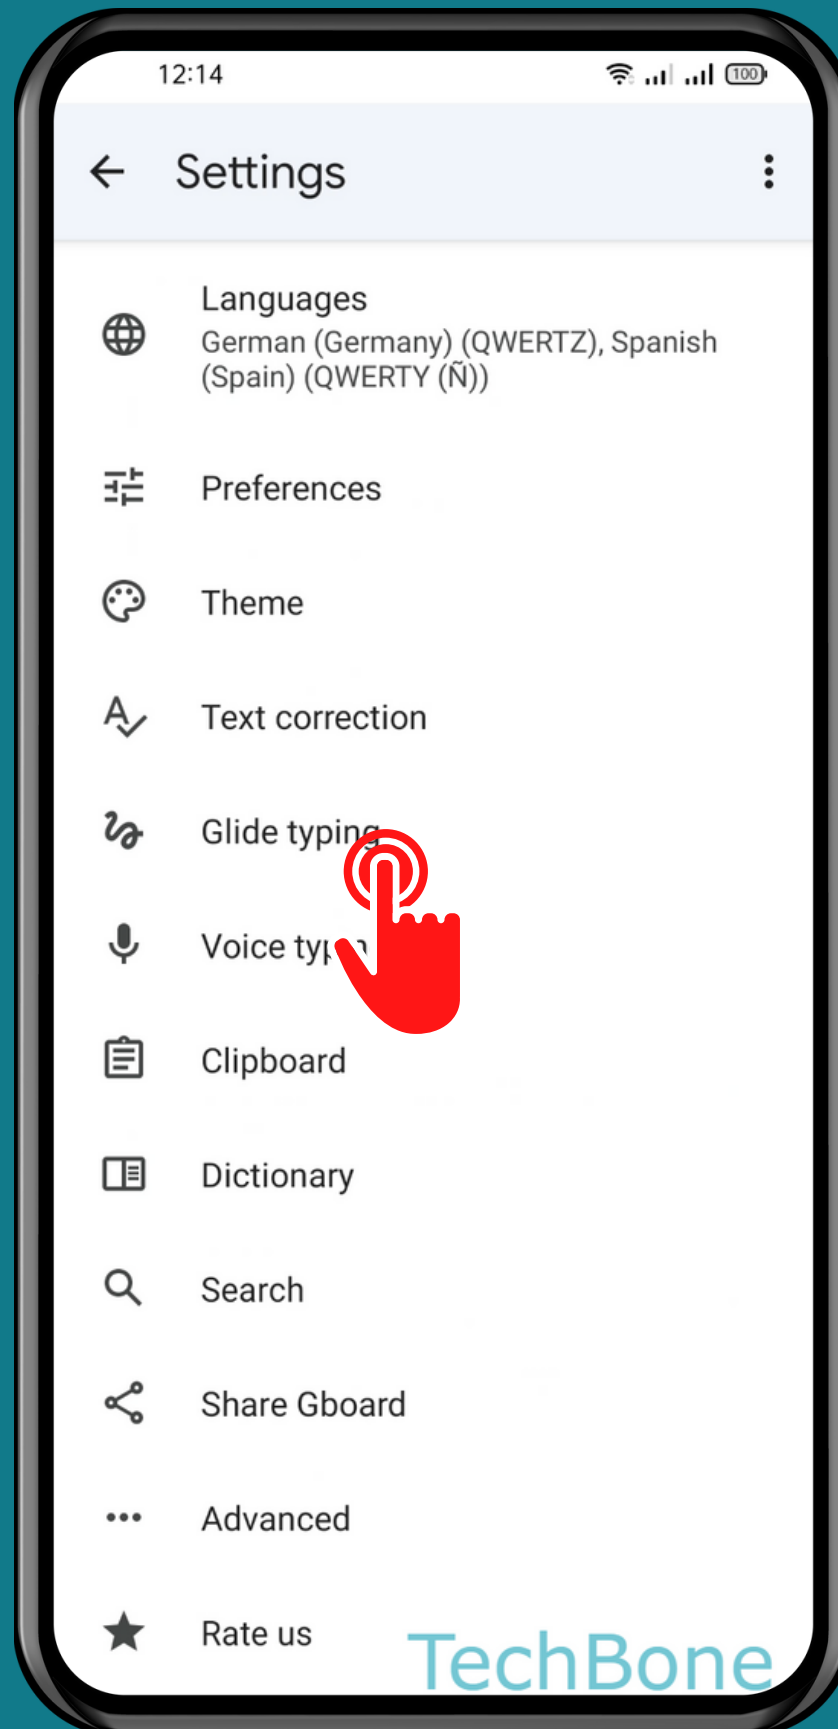 12:14
100
Settings
Languages
German (Germany) (QWERTZ), Spanish
(Spain) (QWERTY (Ñ))
Preferences
Theme
Text correction
Glide typing
Voice
Clipboard
Dictionary
Search
Share Gboard
Advanced
Rate us
TechBone